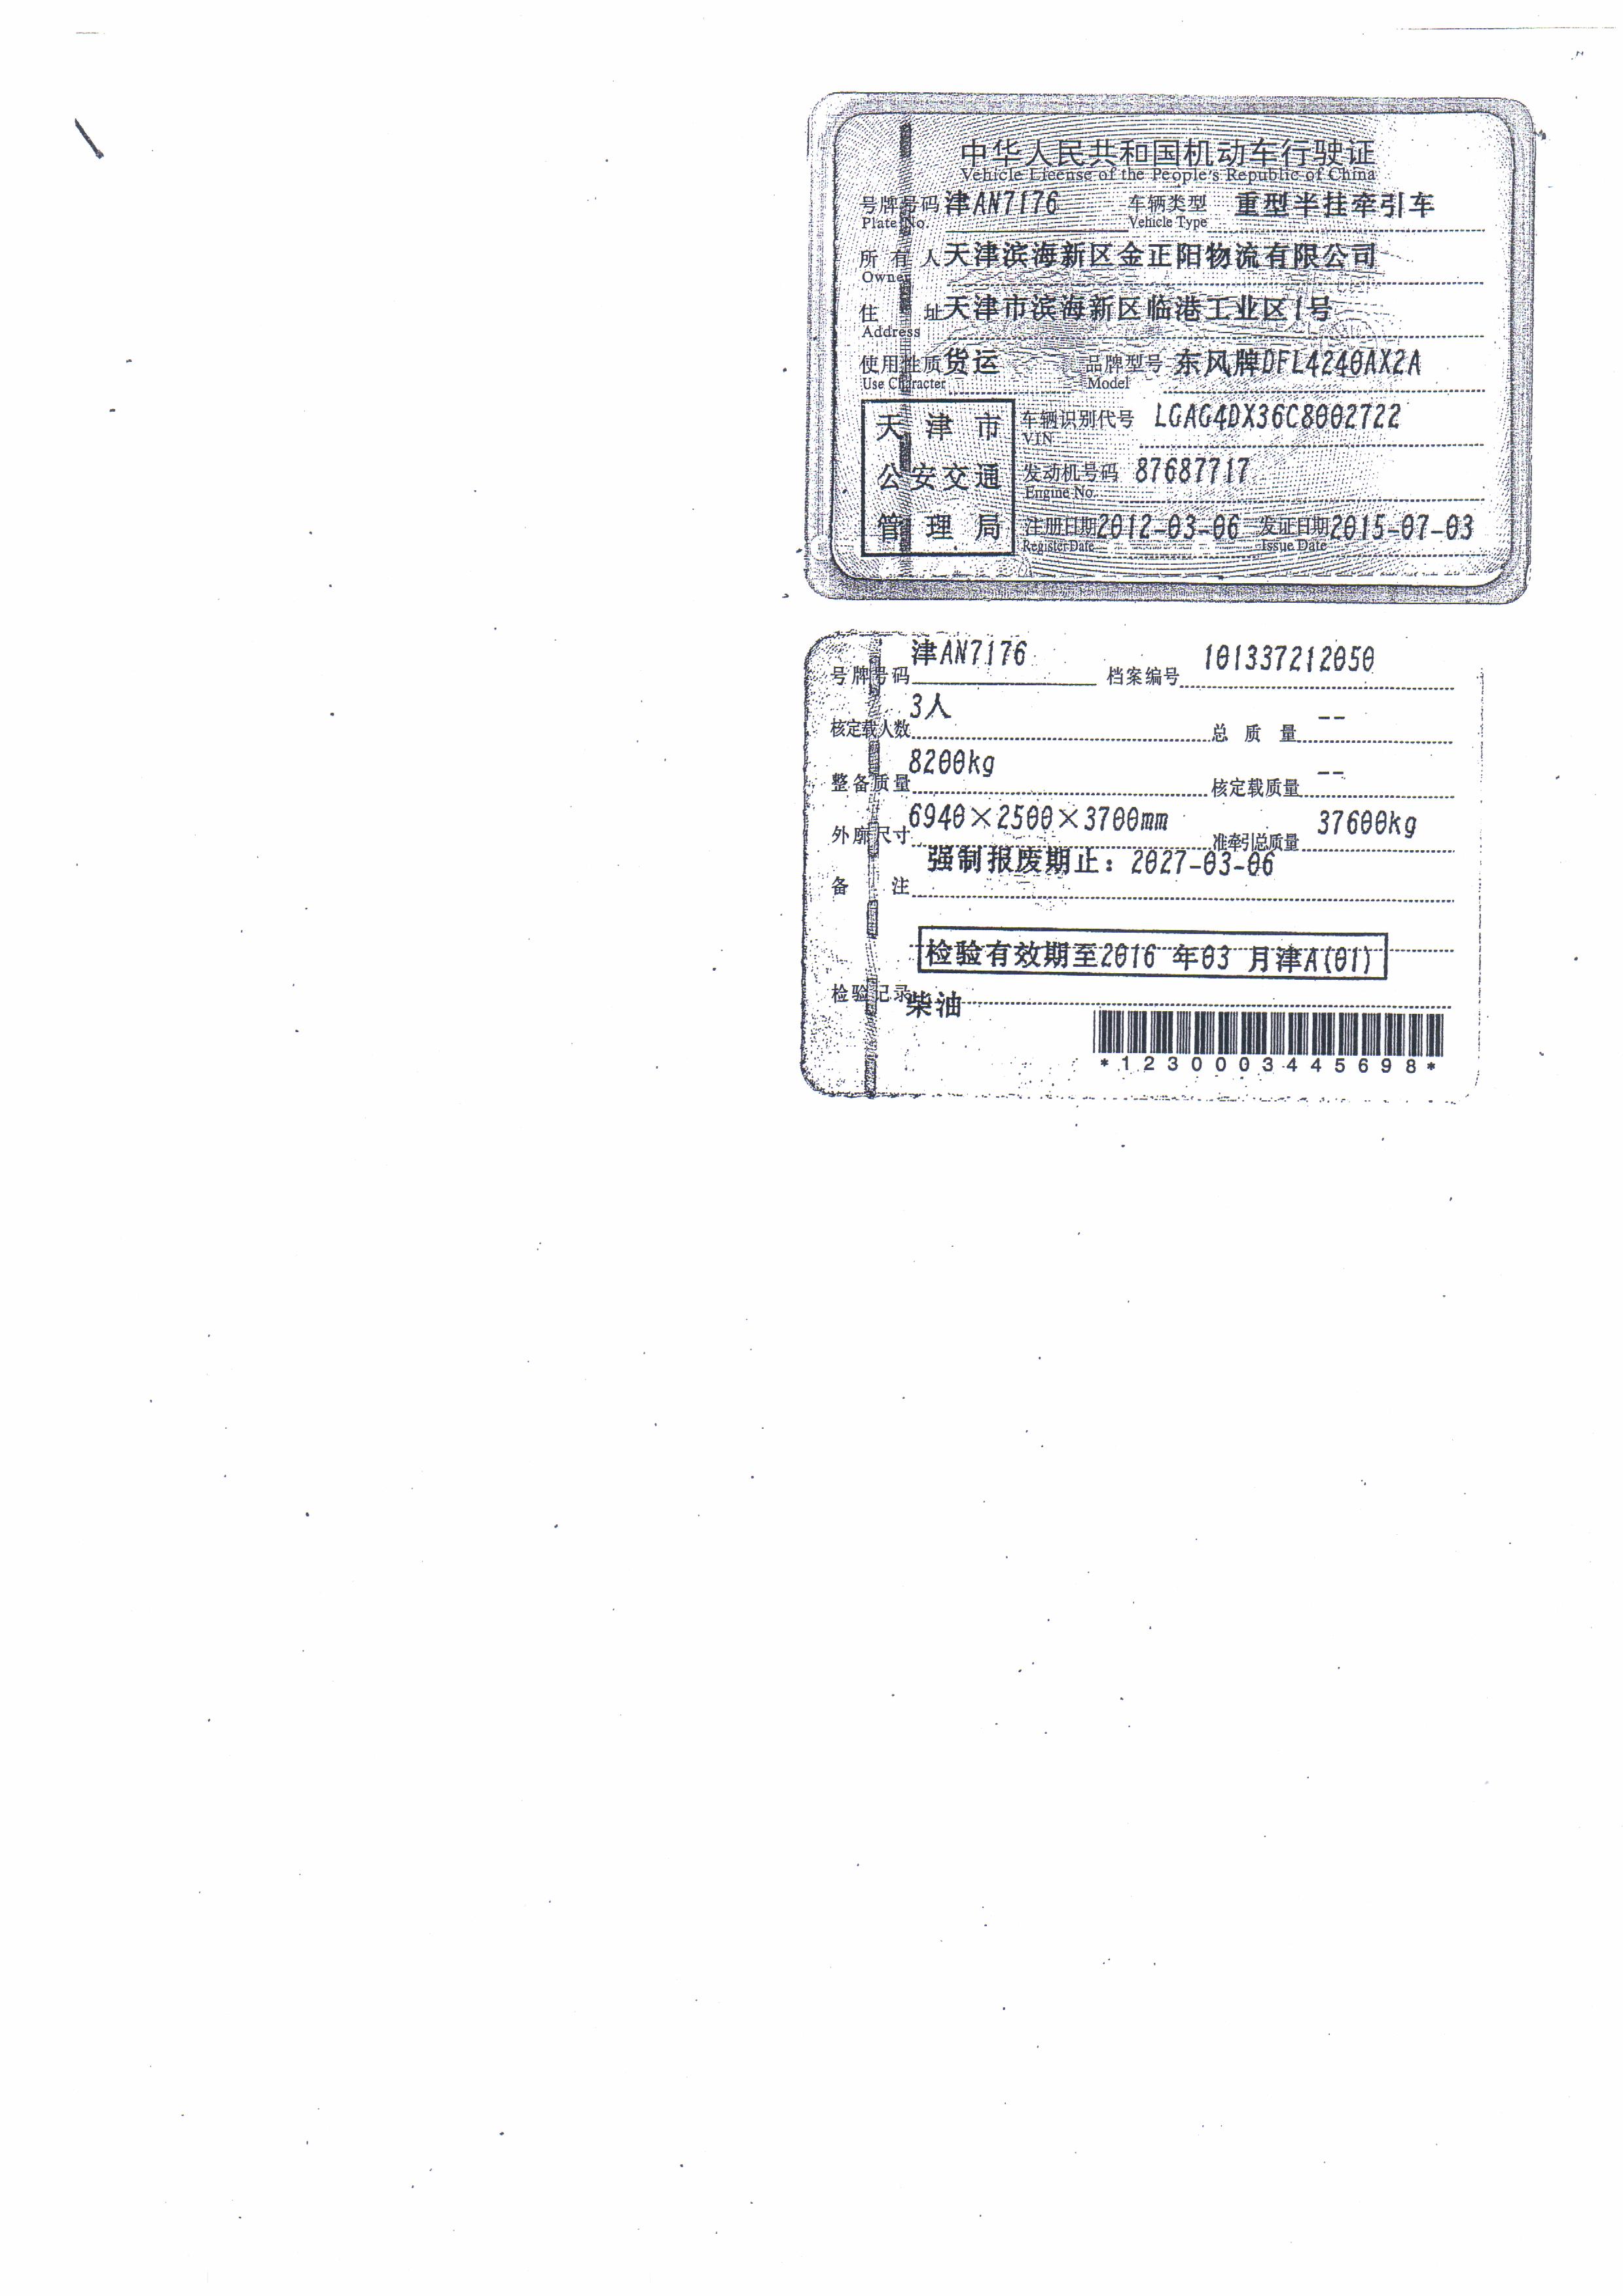 中华人民共和国机动车行驶证
Vehicle License of the People's Republic of China
号牌号码 津AN7176 车辆类型 重型半挂牵引车
Plate No. Vehicle Type
所有人 天津滨海新区金正阳物流有限公司
Owner
住址 天津市滨海新区临港工业区1号
Address
使用性质 货运 品牌型号 东风牌DFL4240AX2A
Use Character Model
天津市 车辆识别代号 LGAG4DX36C8002722
VIN
公安交通 发动机号码 87687717
Engine No.
管理局 注册日期 2012-03-06 发证日期 2015-07-03
Register Date Issue Date
号牌号码 津AN7176 档案编号 101337212050
核定载人数 3人 总质量 --
整备质量 8200kg 核定载质量 --
外廓尺寸 6940×2500×3700mm 准牵引总质量 37600kg
强制报废期止：2027-03-06
备注
检验有效期至2016 年03 月津A(01)
检验记录 柴油
*1230003445698*